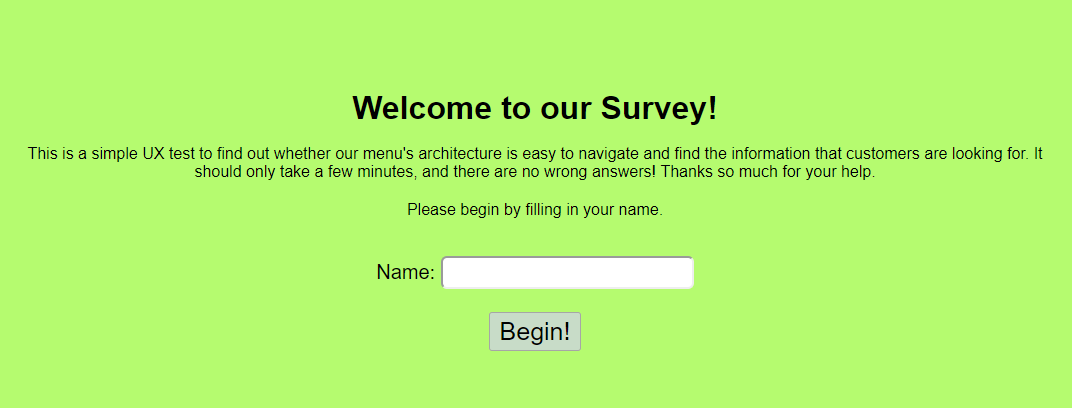 Welcome to our Survey!
This is a simple UX test to find out whether our menu's architecture is easy to navigate and find the information that customers are looking for. It
should only take a few minutes, and there are no wrong answers! Thanks so much for your help.
Please begin by filling in your name.
Name:
Begin!